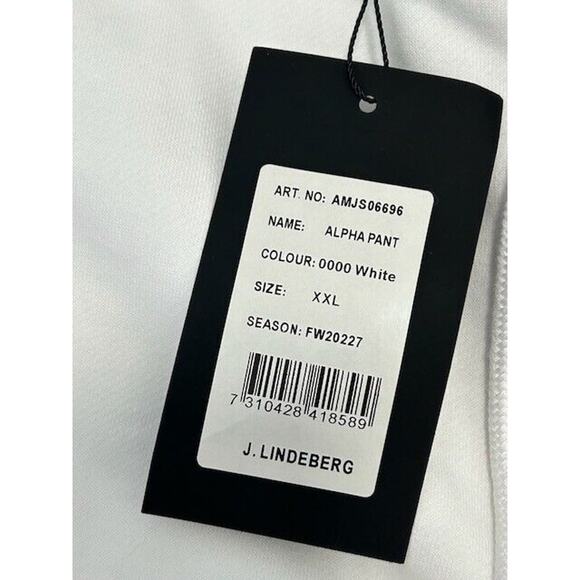 ART. NO: AMJS06696
NAME: ALPHA PANT
COLOUR: 0000 White
SIZE: XXL
SEASON: FW20227
7 310428 418589
J. LINDEBERG